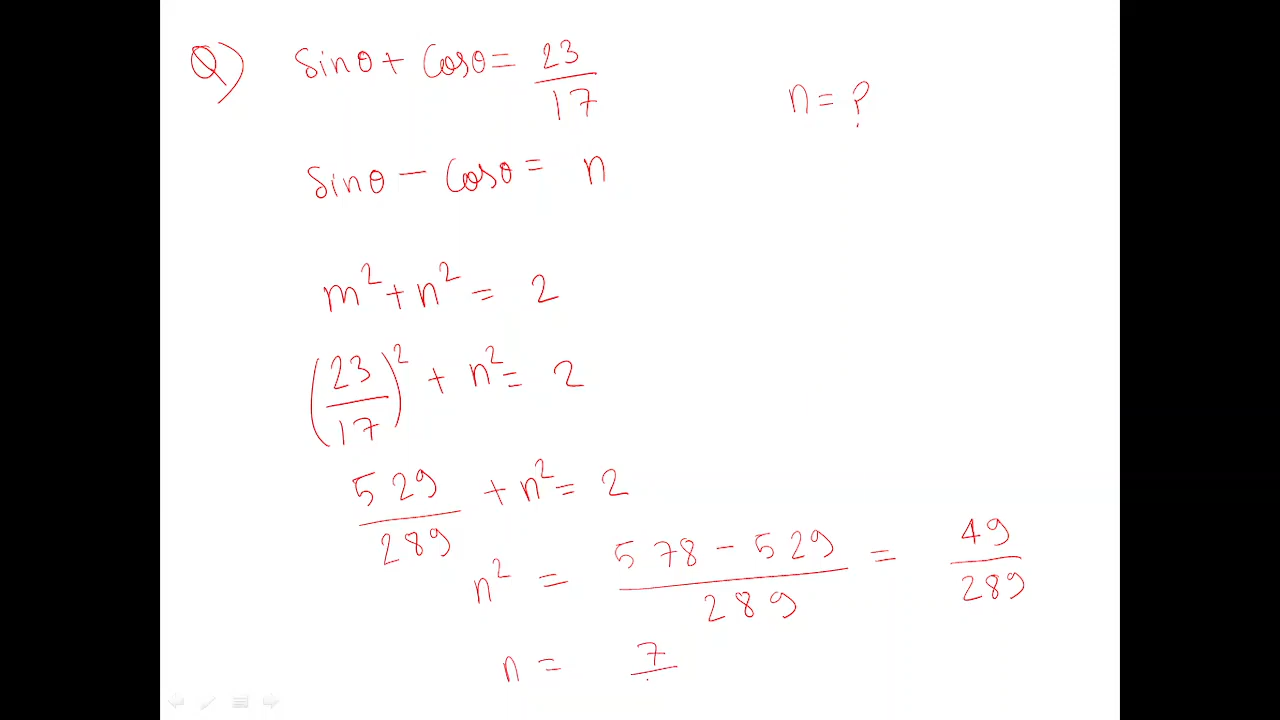 Q) sinθ + cosθ = 23/17
n = ?
sinθ - cosθ = n
m² + n² = 2
(23/17)² + n² = 2
529/289 + n² = 2
n² = 578 - 529/289 = 49/289
n = 7/